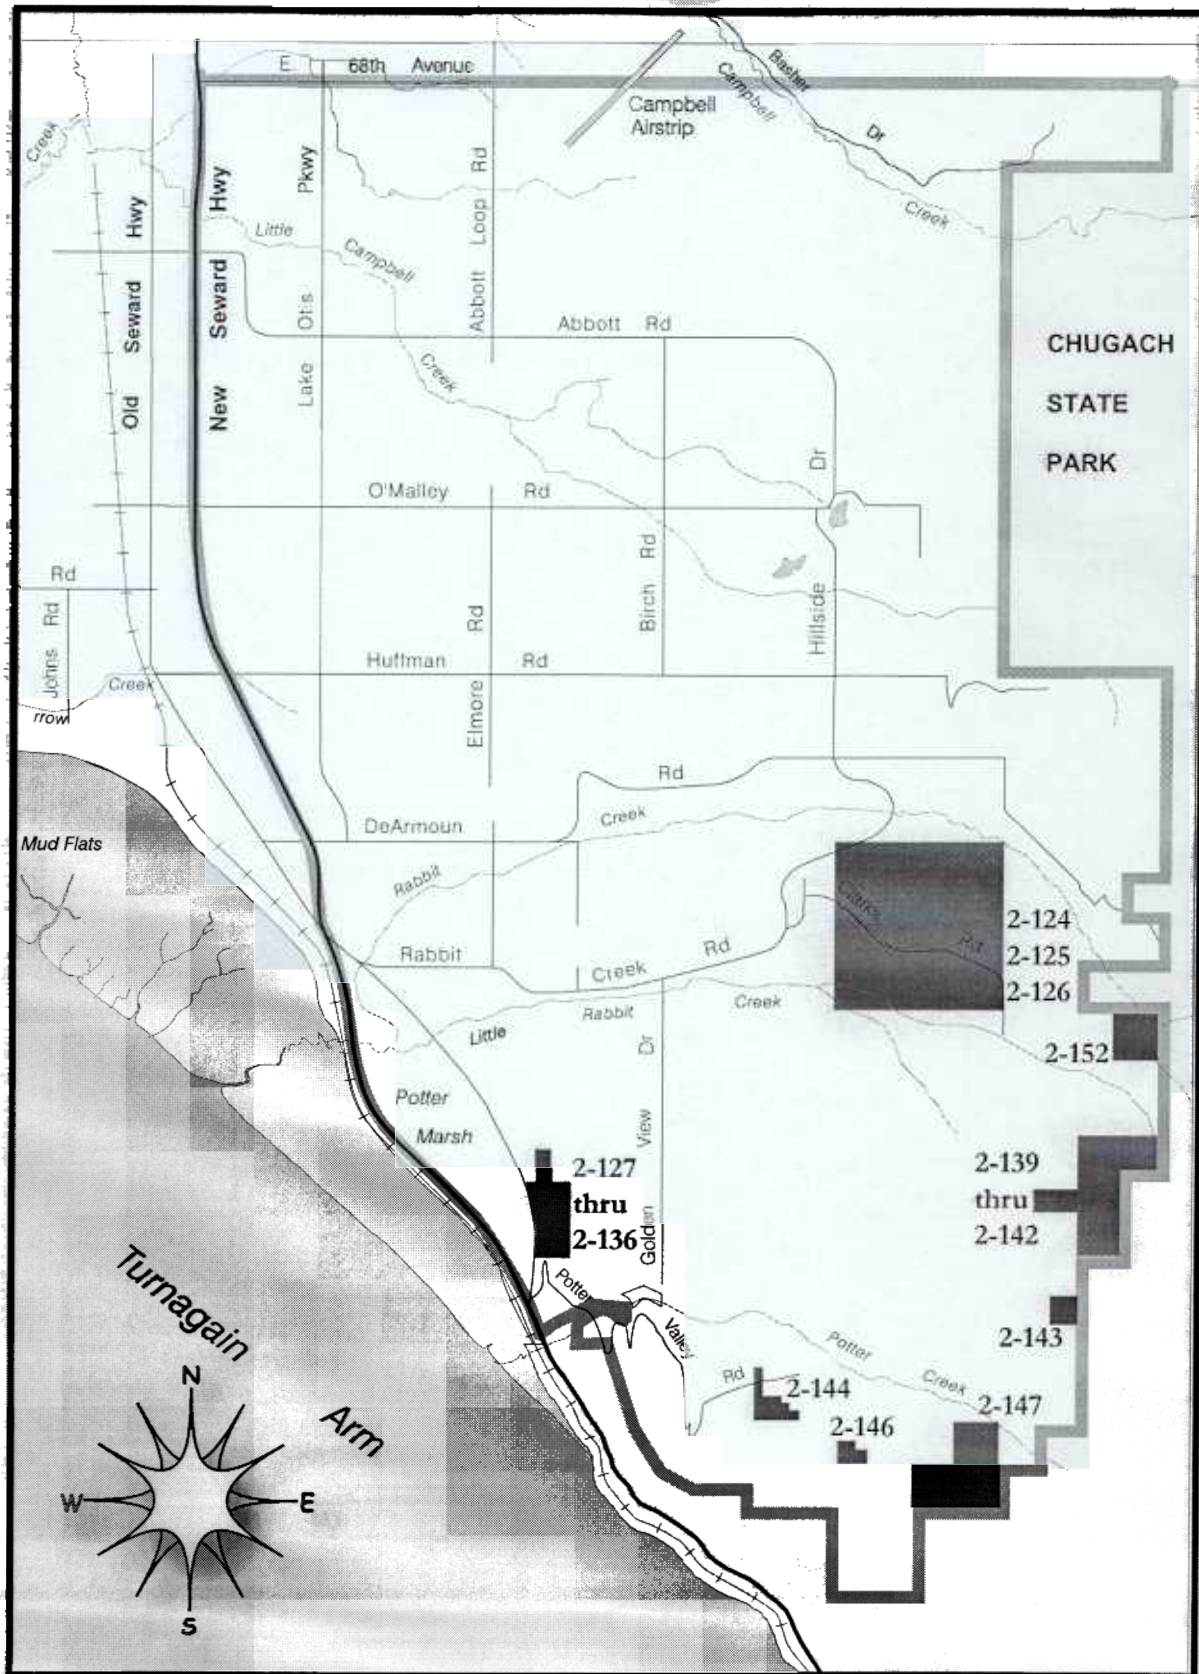 E. 68th Avenue
Basher
Campbell
Dr
Creek
Campbell
Airstrip
Creek
Old Seward Hwy
New Seward Hwy
Lake Otis Pkwy
Abbott Loop Rd
Little Campbell
Creek
Abbott Rd
CHUGACH
STATE
PARK
O'Malley Rd
Birch Rd
Hillside Dr
Rd
Johns Rd
Elmore Rd
Huffman Rd
Creek
rrow
Rd
DeArmoun
Rabbit Creek
Mud Flats
Rabbit Creek Rd
2-124
2-125
2-126
Little Rabbit Creek
2-152
Golden View Dr
Potter
Marsh
2-127
thru
2-136
2-139
thru
2-142
Potter Valley Rd
2-143
Potter Creek
2-144
2-146
2-147
Turnagain
Arm
N
W
E
S